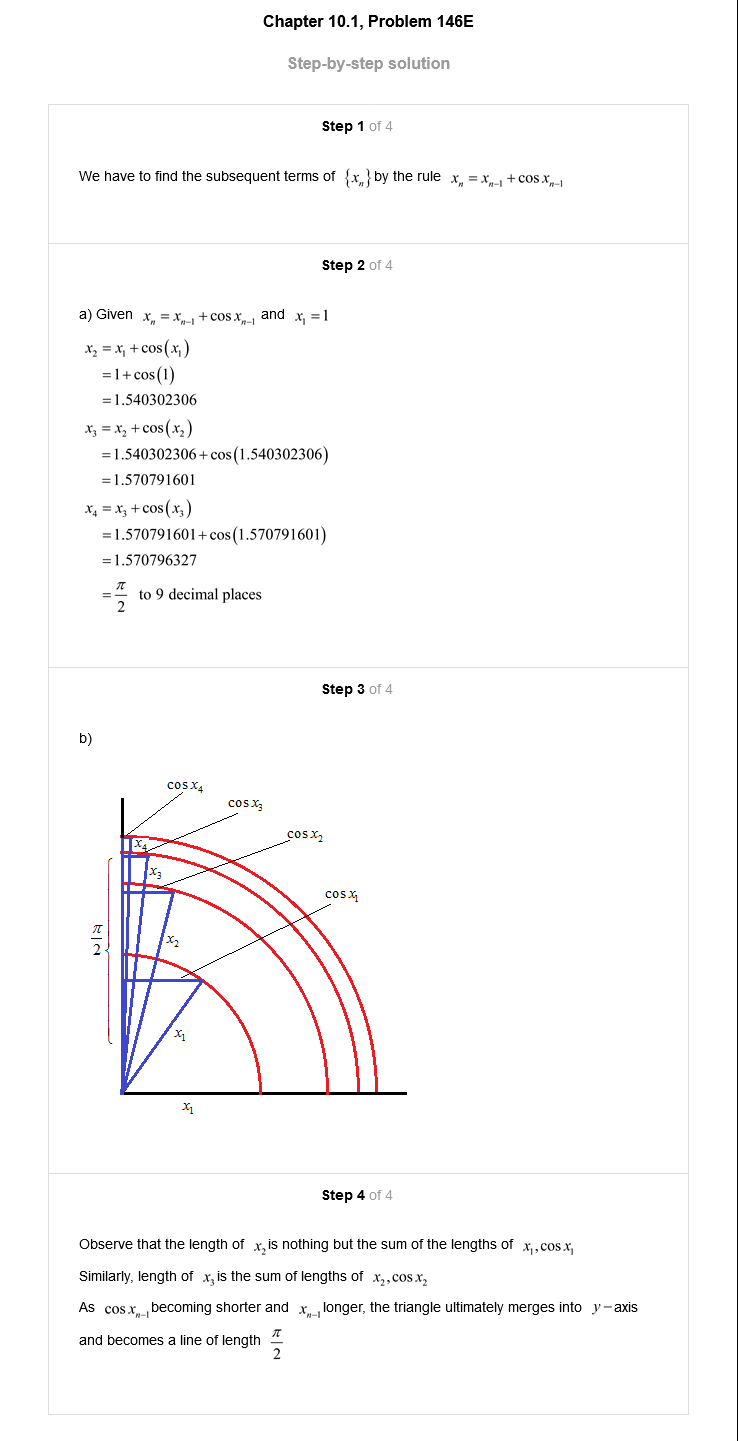 Chapter 10.1, Problem 146E
Step-by-step solution
Step 1 of 4
We have to find the subsequent terms of {xₙ} by the rule xₙ = xₙ₋₁ + cos xₙ₋₁
Step 2 of 4
a) Given xₙ = xₙ₋₁ + cos xₙ₋₁ and x₁ = 1
x₂ = x₁ + cos(x₁)
= 1 + cos(1)
= 1.540302306
x₃ = x₂ + cos(x₂)
= 1.540302306 + cos(1.540302306)
= 1.570791601
x₄ = x₃ + cos(x₃)
= 1.570791601 + cos(1.570791601)
= 1.570796327
= π/2 to 9 decimal places
Step 3 of 4
b)
cos x₄
cos x₃
cos x₂
x₄
x₃
cos x₁
π/2
x₂
x₁
x₁
Step 4 of 4
Observe that the length of x₂ is nothing but the sum of the lengths of x₁, cos x₁
Similarly, length of x₃ is the sum of lengths of x₂, cos x₂
As cos xₙ₋₁ becoming shorter and xₙ₋₁ longer, the triangle ultimately merges into y-axis
and becomes a line of length π/2